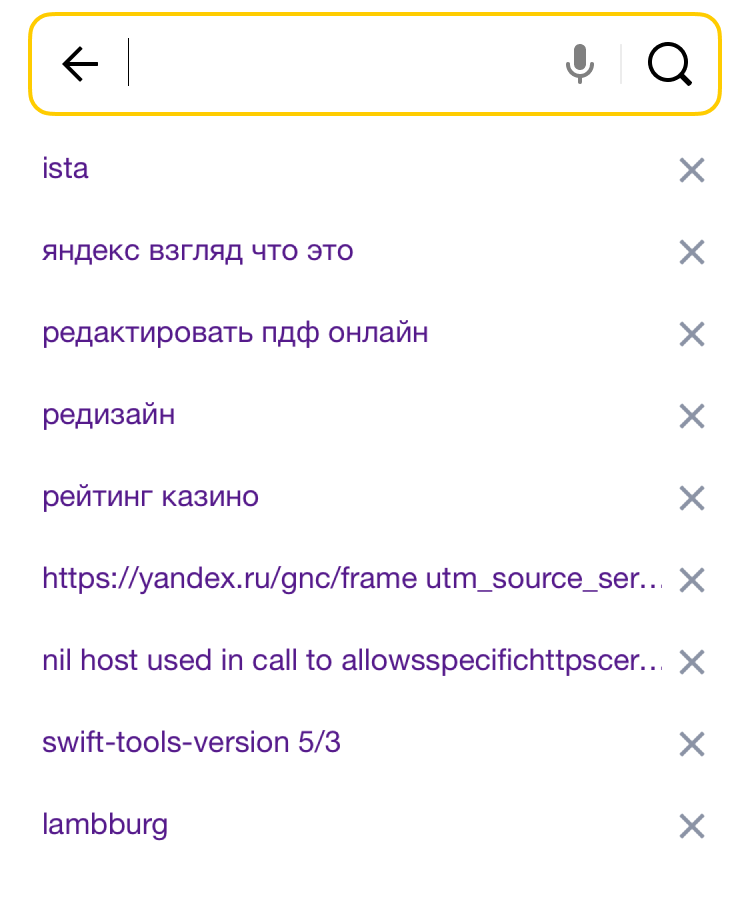 ista
яндекс взгляд что это
редактировать пдф онлайн
редизайн
рейтинг казино
https://yandex.ru/gnc/frame utm_source_ser...
nil host used in call to allowsspecifichttpscer...
swift-tools-version 5/3
lambburg